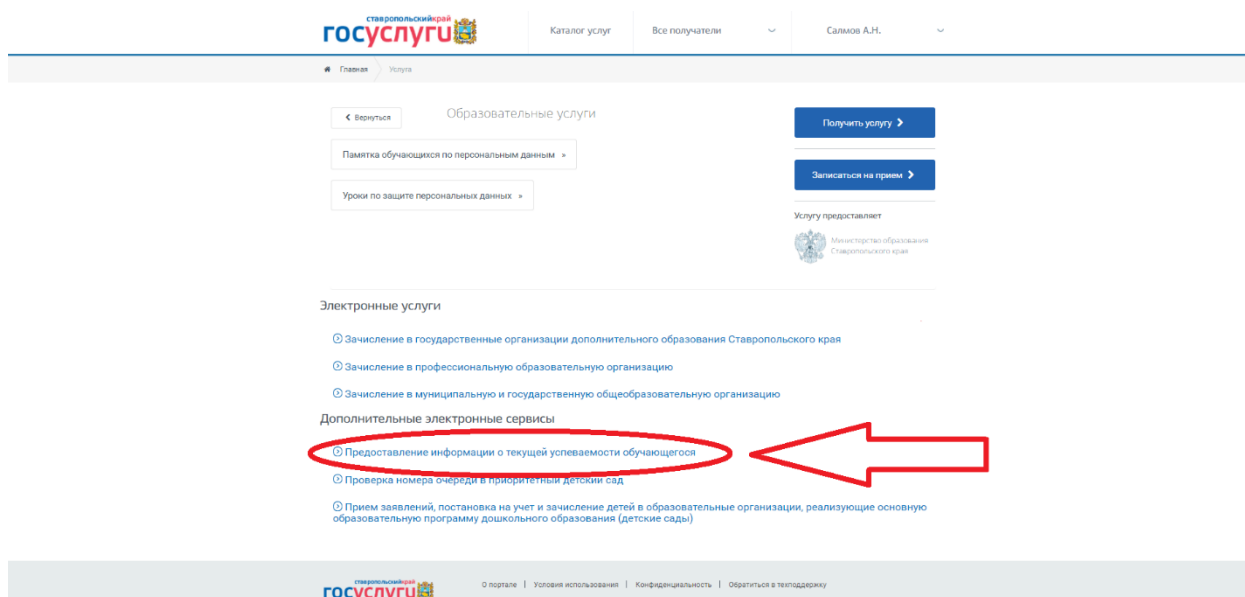 ставропольскийкрай
госуслуги
Каталог услуг
Все получатели
Салмов А.Н.
Главная
Услуга
Вернуться
Образовательные услуги
Получить услугу
Памятка обучающихся по персональным данным »
Записаться на прием
Уроки по защите персональных данных »
Услугу предоставляет
Министерство образования
Ставропольского края
Электронные услуги
Зачисление в государственные организации дополнительного образования Ставропольского края
Зачисление в профессиональную образовательную организацию
Зачисление в муниципальную и государственную общеобразовательную организацию
Дополнительные электронные сервисы
Предоставление информации о текущей успеваемости обучающегося
Проверка номера очереди в приоритетный детский сад
Прием заявлений, постановка на учет и зачисление детей в образовательные организации, реализующие основную
образовательную программу дошкольного образования (детские сады)
ставропольскийкрай
госуслуги
О портале | Условия использования | Конфиденциальность | Обратиться в техподдержку